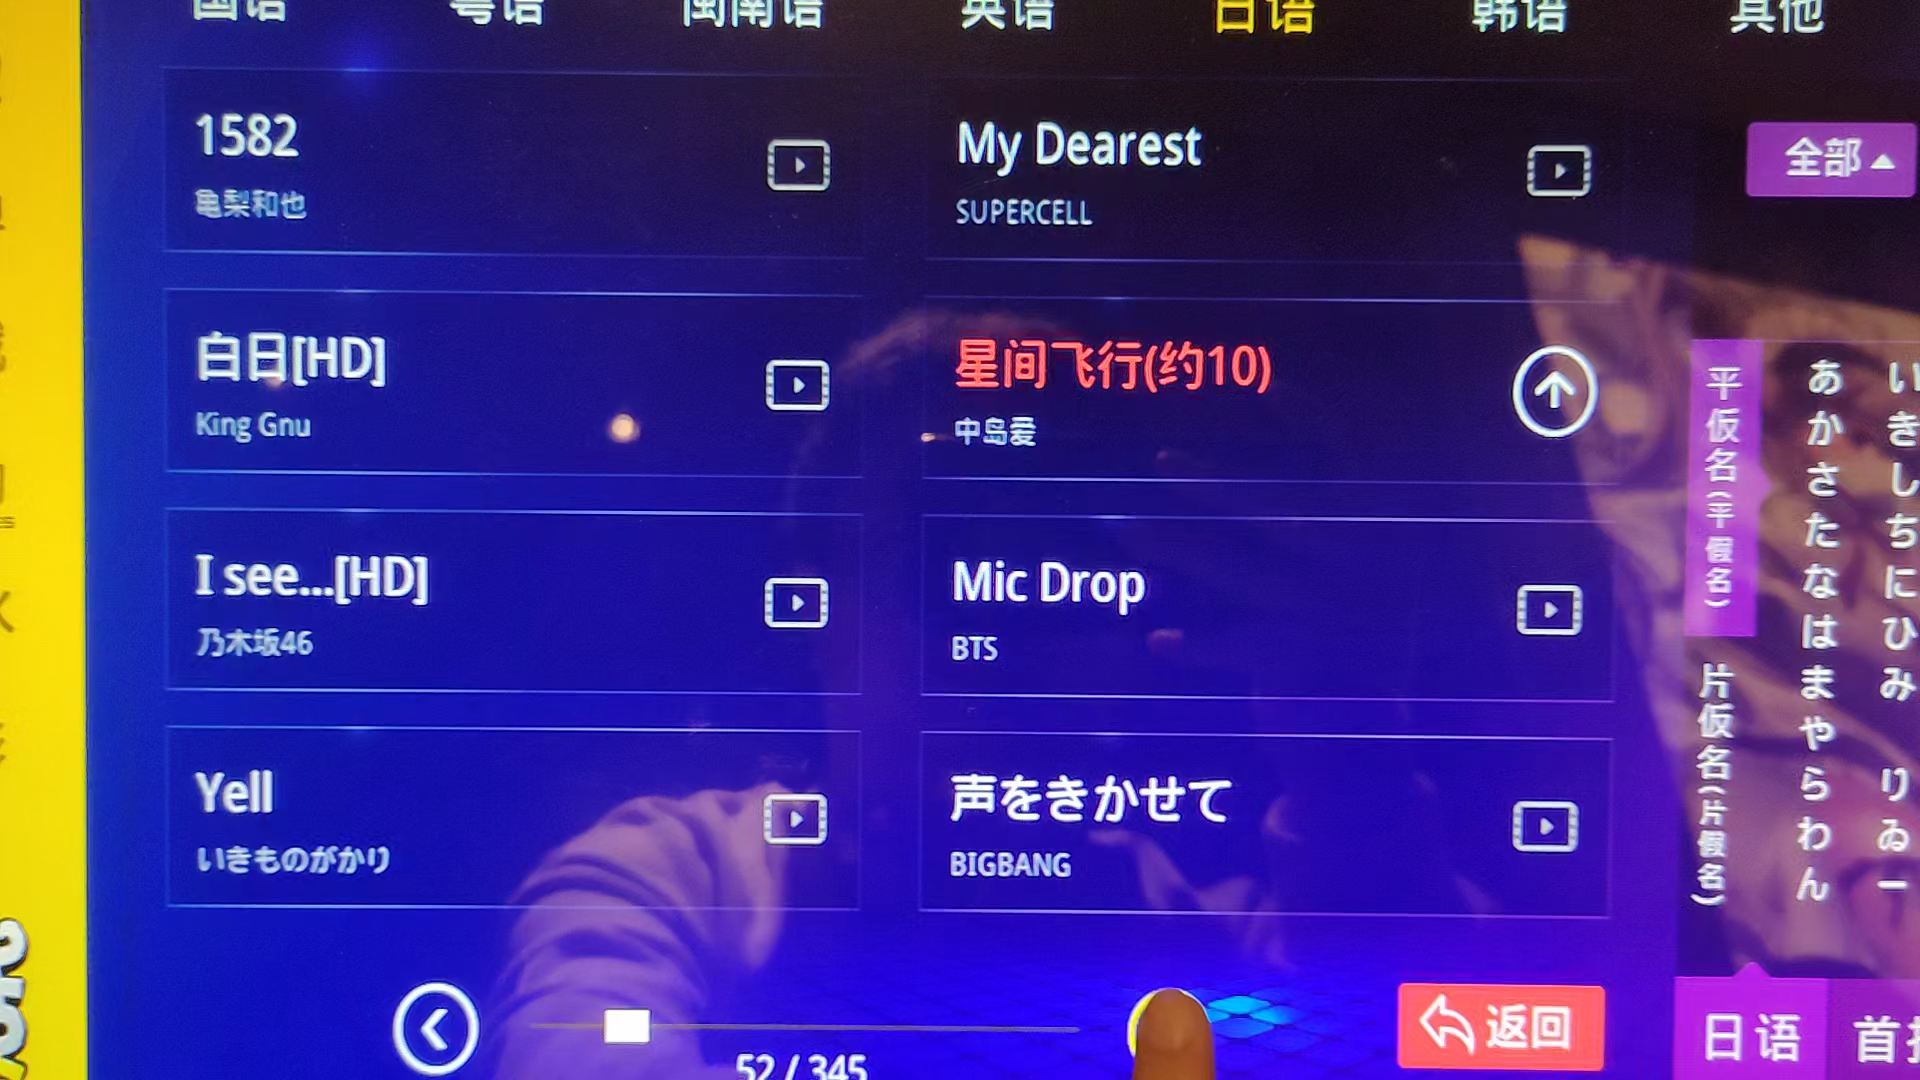 国语 粤语 闽南语 英语 日语 韩语 其他
1582
亀梨和也
My Dearest
SUPERCELL
全部
白日[HD]
King Gnu
星间飞行(约10)
中岛爱
I see...[HD]
乃木坂46
Mic Drop
BTS
Yell
いきものがかり
声をきかせて
BIGBANG
平仮名(平假名)
片仮名(片假名)
あかさたなはまやらわん
いきしちにひみ りゐー
52 / 345
返回
日语